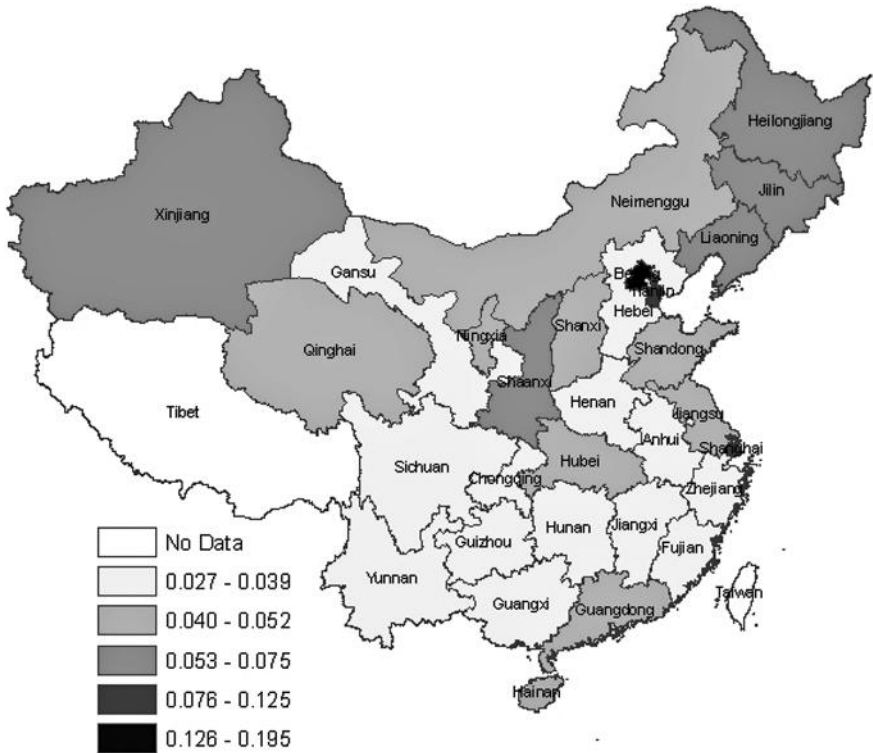 Heilongjiang
Jilin
Xinjiang
Neimenggu
Liaoning
Gansu
Beijing
Tianjin
Hebei
Ningxia
Shanxi
Qinghai
Shandong
Shaanxi
Tibet
Henan
Jiangsu
Anhui
Shanghai
Sichuan
Hubei
Chongqing
Zhejiang
Hunan
Jiangxi
Guizhou
Fujian
Yunnan
Guangxi
Guangdong
Taiwan
Hainan
No Data
0.027 - 0.039
0.040 - 0.052
0.053 - 0.075
0.076 - 0.125
0.126 - 0.195